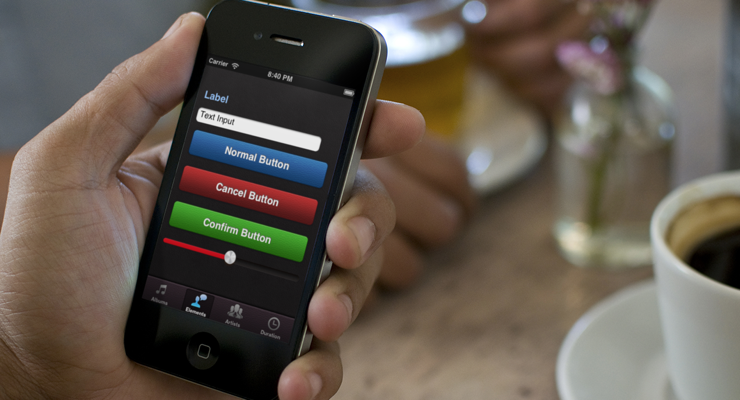 Carrier
8:40 PM
Label
Text Input
Normal Button
Cancel Button
Confirm Button
Albums
Elements
Artists
Duration